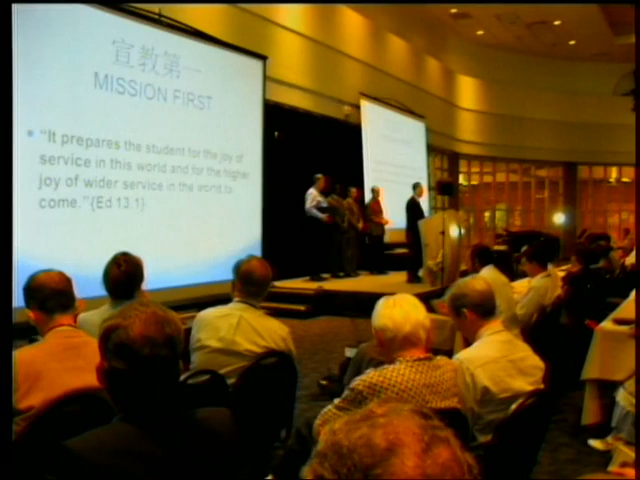 宣教第一
MISSION FIRST
• "It prepares the student for the joy of
service in this world and for the higher
joy of wider service in the world to
come."{Ed 13.1}